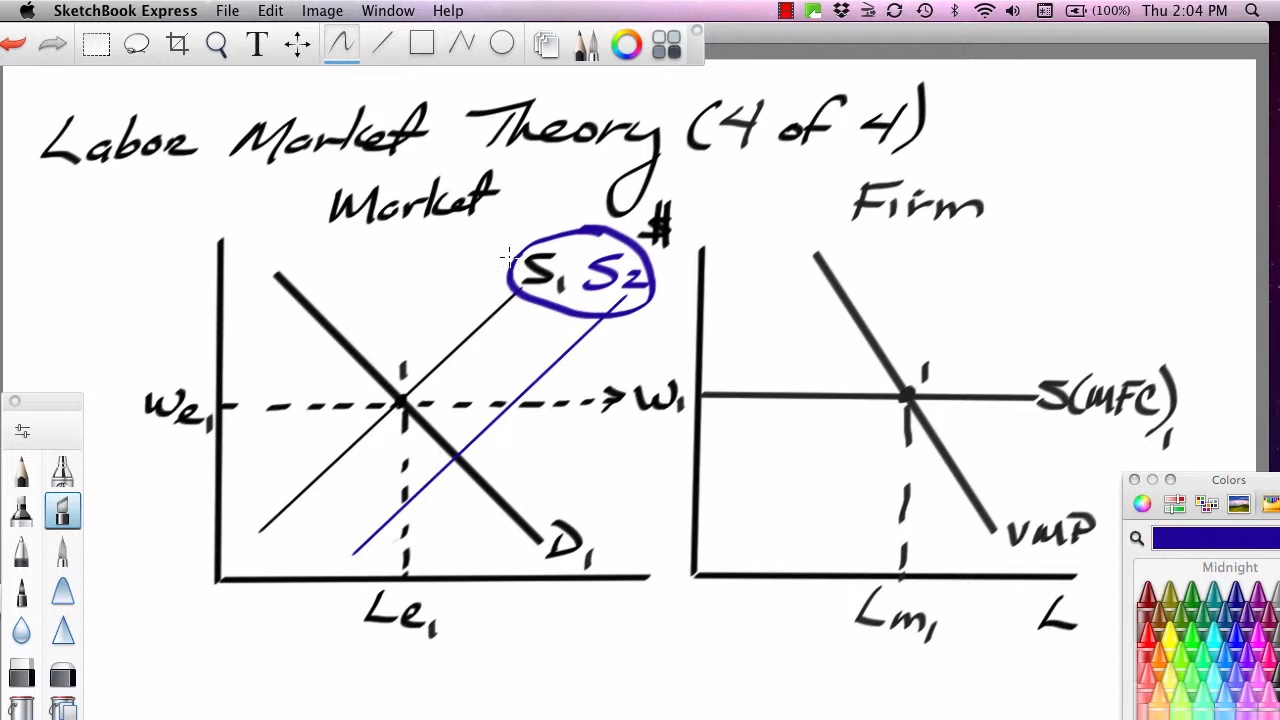 SketchBook Express File Edit Image Window Help (100%) Thu 2:04 PM
T
Labor Market Theory (4 of 4)
Market Firm
$
S1 S2
We1 W1 S(MFC)1
D1 VMP
Le1 Lm1 L
Colors
Midnight